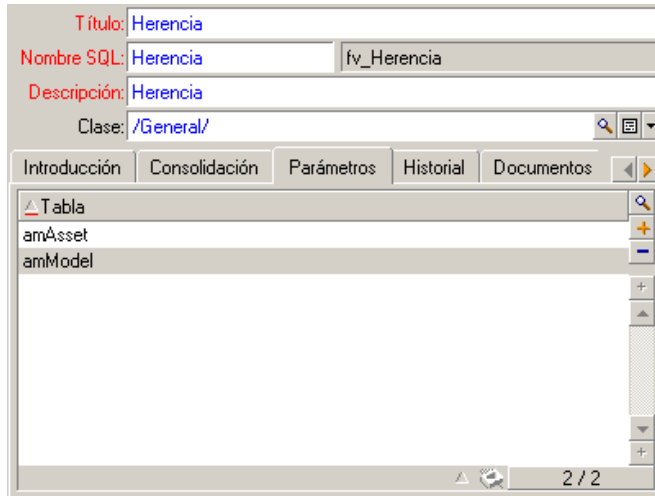 Título: Herencia
Nombre SQL: Herencia fv_Herencia
Descripción: Herencia
Clase: /General/
Introducción Consolidación Parámetros Historial Documentos
Tabla
amAsset
amModel
2 / 2